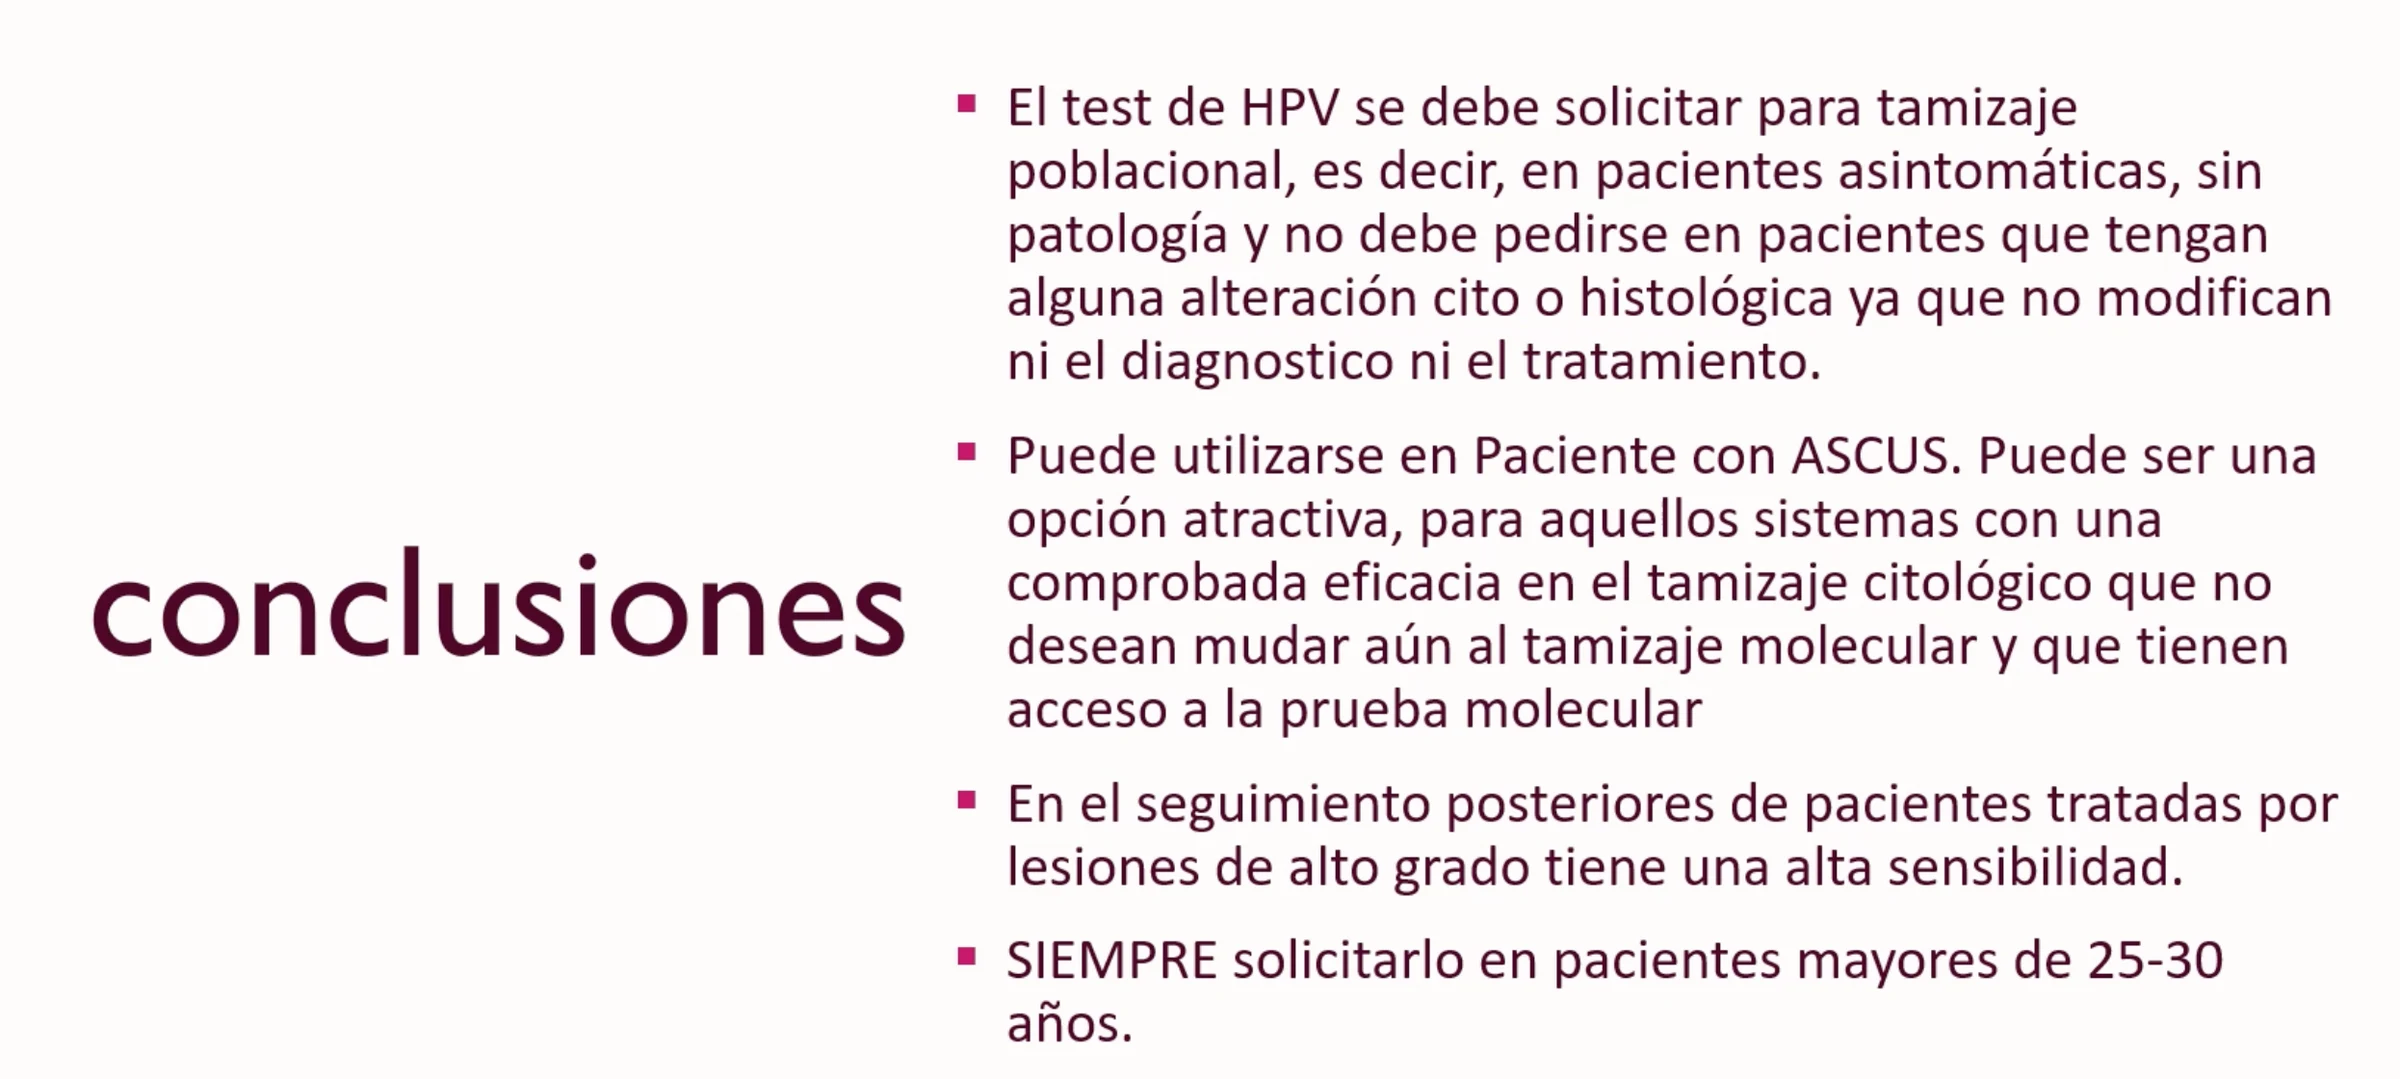 conclusiones
▪ El test de HPV se debe solicitar para tamizaje
poblacional, es decir, en pacientes asintomáticas, sin
patología y no debe pedirse en pacientes que tengan
alguna alteración cito o histológica ya que no modifican
ni el diagnostico ni el tratamiento.
▪ Puede utilizarse en Paciente con ASCUS. Puede ser una
opción atractiva, para aquellos sistemas con una
comprobada eficacia en el tamizaje citológico que no
desean mudar aún al tamizaje molecular y que tienen
acceso a la prueba molecular
▪ En el seguimiento posteriores de pacientes tratadas por
lesiones de alto grado tiene una alta sensibilidad.
▪ SIEMPRE solicitarlo en pacientes mayores de 25-30
años.